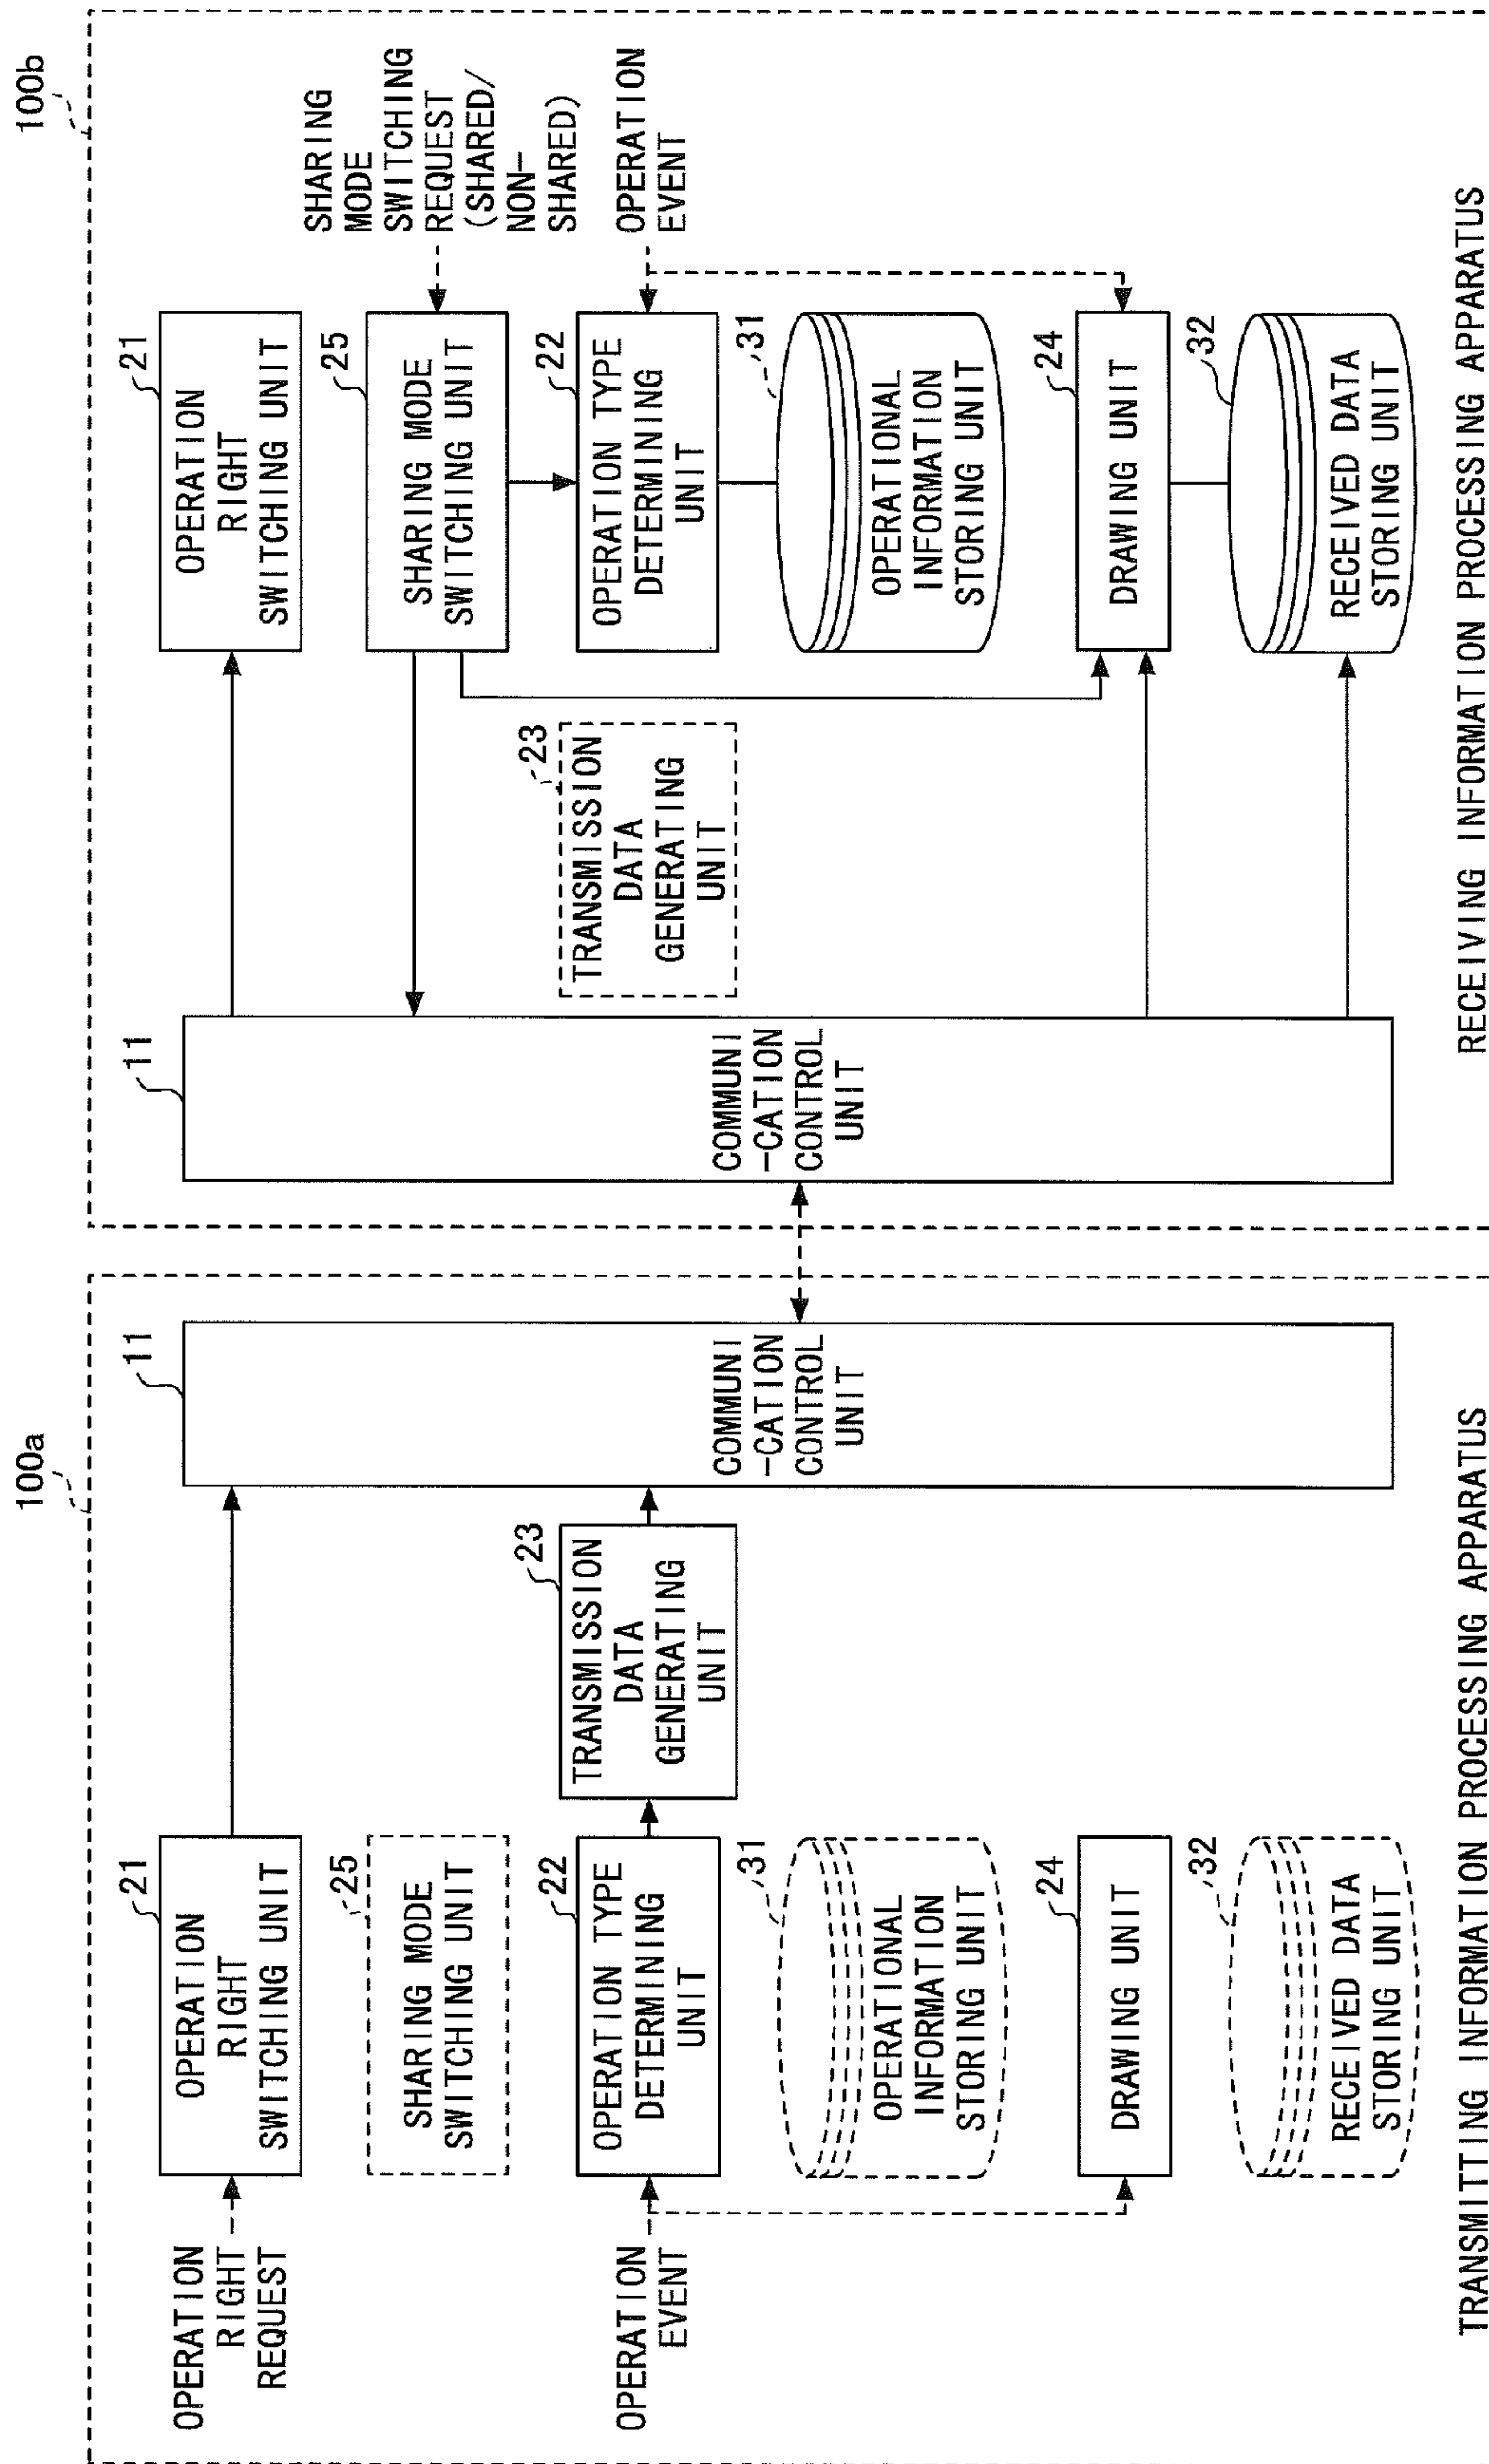 100a
OPERATION
RIGHT
REQUEST
21
OPERATION
RIGHT
SWITCHING UNIT
25
SHARING MODE
SWITCHING UNIT
OPERATION
EVENT
22
OPERATION TYPE
DETERMINING
UNIT
23
TRANSMISSION
DATA
GENERATING
UNIT
31
OPERATIONAL
INFORMATION
STORING UNIT
24
DRAWING UNIT
32
RECEIVED DATA
STORING UNIT
11
COMMUNI
-CATION
CONTROL
UNIT
TRANSMITTING INFORMATION PROCESSING APPARATUS
100b
11
COMMUNI
-CATION
CONTROL
UNIT
21
OPERATION
RIGHT
SWITCHING UNIT
25
SHARING MODE
SWITCHING UNIT
SHARING
MODE
SWITCHING
REQUEST
(SHARED/
NON-
SHARED)
23
TRANSMISSION
DATA
GENERATING
UNIT
22
OPERATION TYPE
DETERMINING
UNIT
OPERATION
EVENT
31
OPERATIONAL
INFORMATION
STORING UNIT
24
DRAWING UNIT
32
RECEIVED DATA
STORING UNIT
RECEIVING INFORMATION PROCESSING APPARATUS